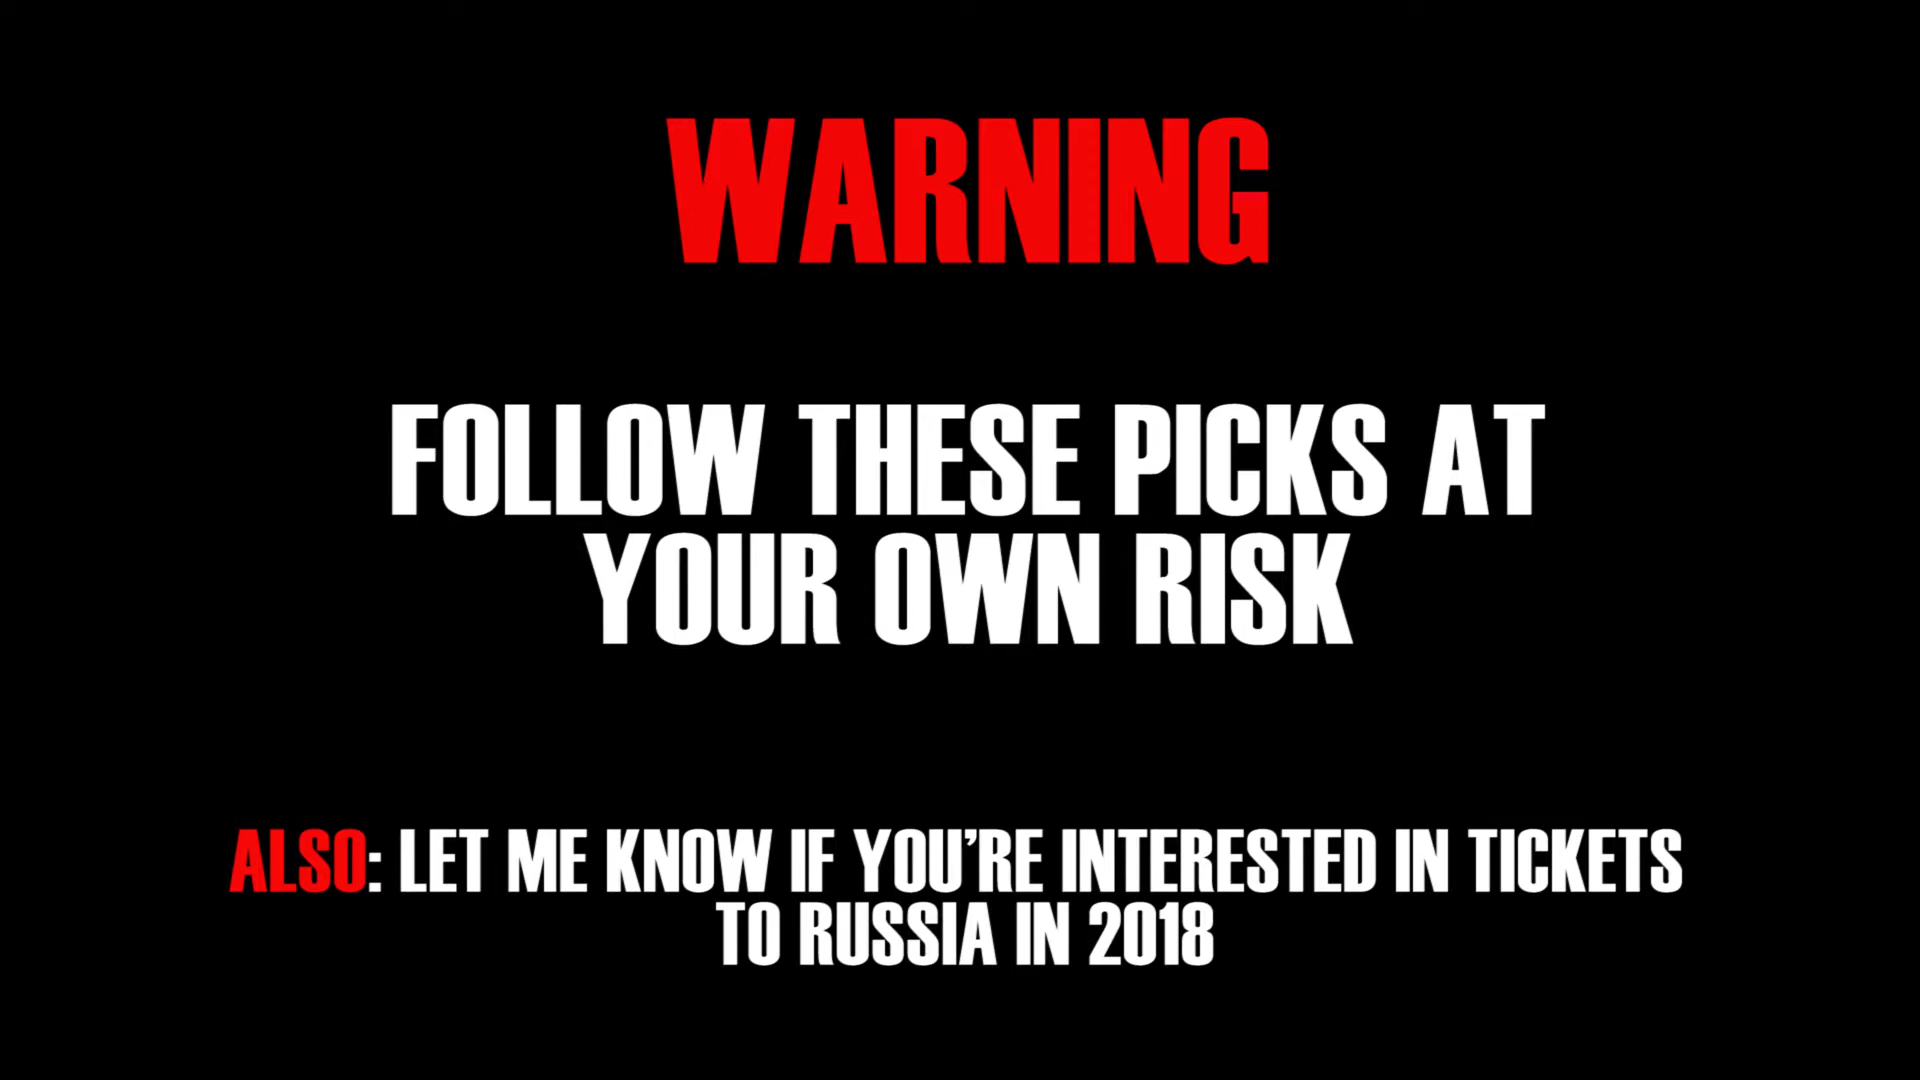 WARNING
FOLLOW THESE PICKS AT
YOUR OWN RISK
ALSO: LET ME KNOW IF YOU'RE INTERESTED IN TICKETS
TO RUSSIA IN 2018